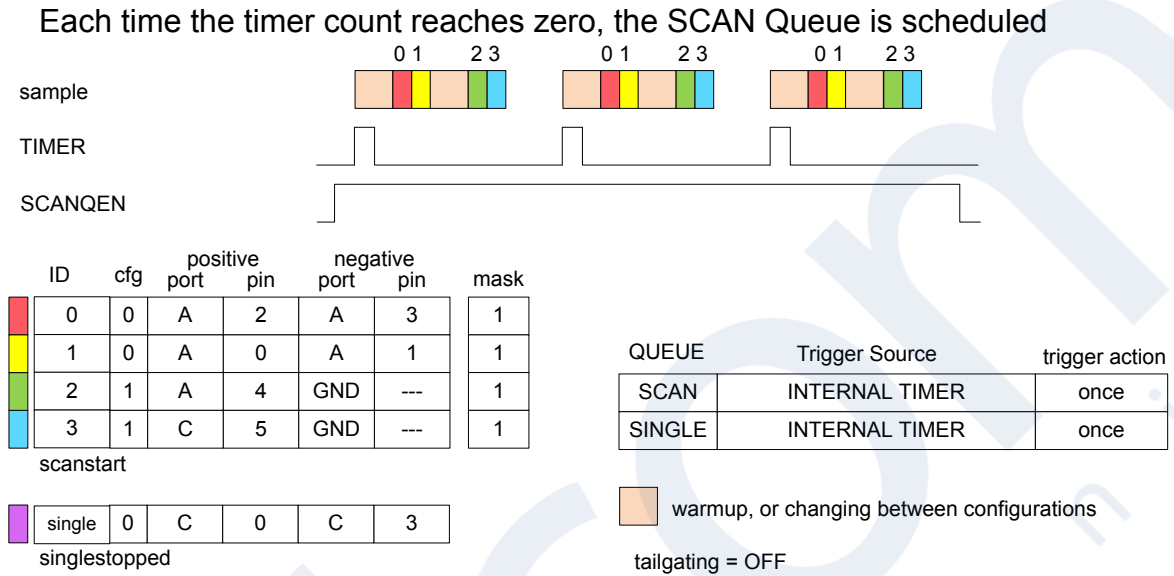 Each time the timer count reaches zero, the SCAN Queue is scheduled
0 1 2 3 0 1 2 3 0 1 2 3
sample
TIMER
SCANQEN
positive negative
ID cfg port pin port pin mask
0 0 A 2 A 3 1
1 0 A 0 A 1 1
2 1 A 4 GND --- 1
3 1 C 5 GND --- 1
scanstart
single 0 C 0 C 3
singlestopped
QUEUE Trigger Source trigger action
SCAN INTERNAL TIMER once
SINGLE INTERNAL TIMER once
warmup, or changing between configurations
tailgating = OFF